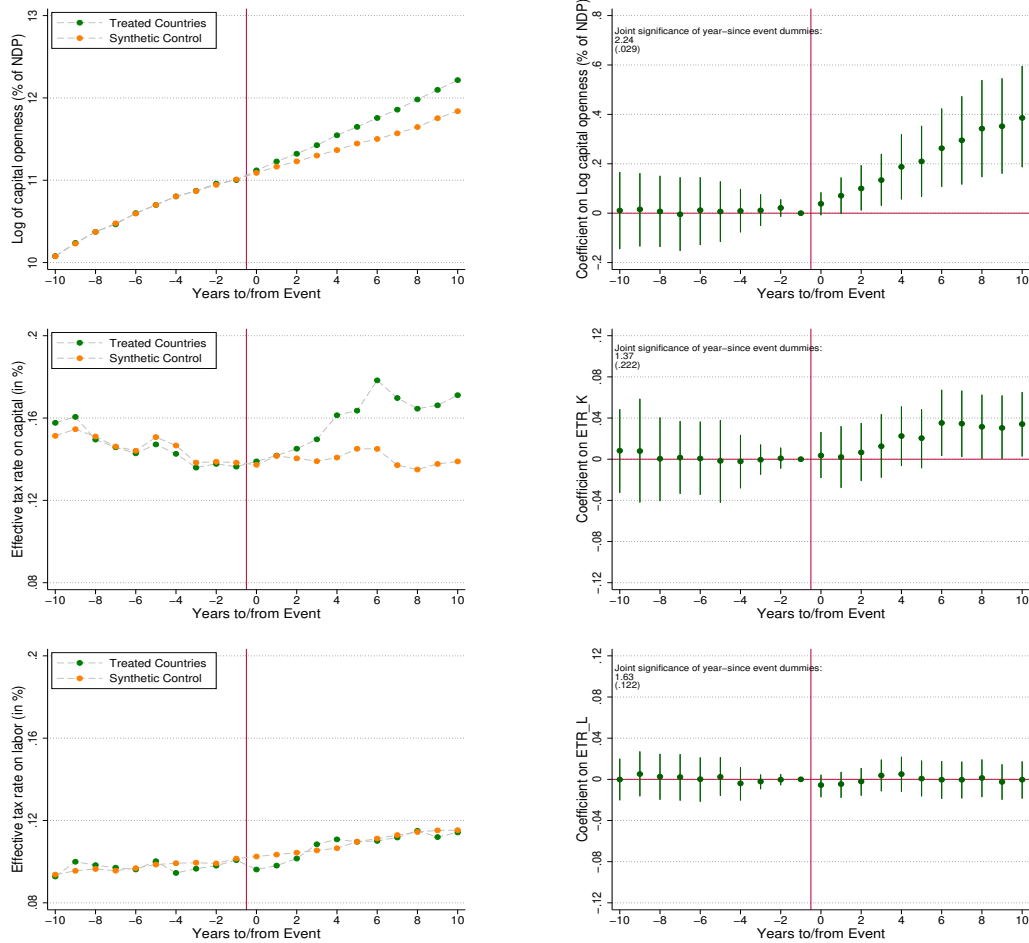 Treated Countries
Synthetic Control
Log of capital openness (% of NDP)
13
12
11
10
−10 −8 −6 −4 −2 0 2 4 6 8 10
Years to/from Event
Joint significance of year−since event dummies:
2.24
(.029)
Coefficient on Log capital openness (% of NDP)
.8
.6
.4
.2
0
−.2
−10 −8 −6 −4 −2 0 2 4 6 8 10
Years to/from Event
Treated Countries
Synthetic Control
Effective tax rate on capital (in %)
.2
.16
.12
.08
−10 −8 −6 −4 −2 0 2 4 6 8 10
Years to/from Event
Joint significance of year−since event dummies:
1.37
(.222)
Coefficient on ETR_K
.12
.08
.04
0
−.04
−.08
−.12
−10 −8 −6 −4 −2 0 2 4 6 8 10
Years to/from Event
Treated Countries
Synthetic Control
Effective tax rate on labor (in %)
.2
.16
.12
.08
−10 −8 −6 −4 −2 0 2 4 6 8 10
Years to/from Event
Joint significance of year−since event dummies:
1.63
(.122)
Coefficient on ETR_L
.12
.08
.04
0
−.04
−.08
−.12
−10 −8 −6 −4 −2 0 2 4 6 8 10
Years to/from Event